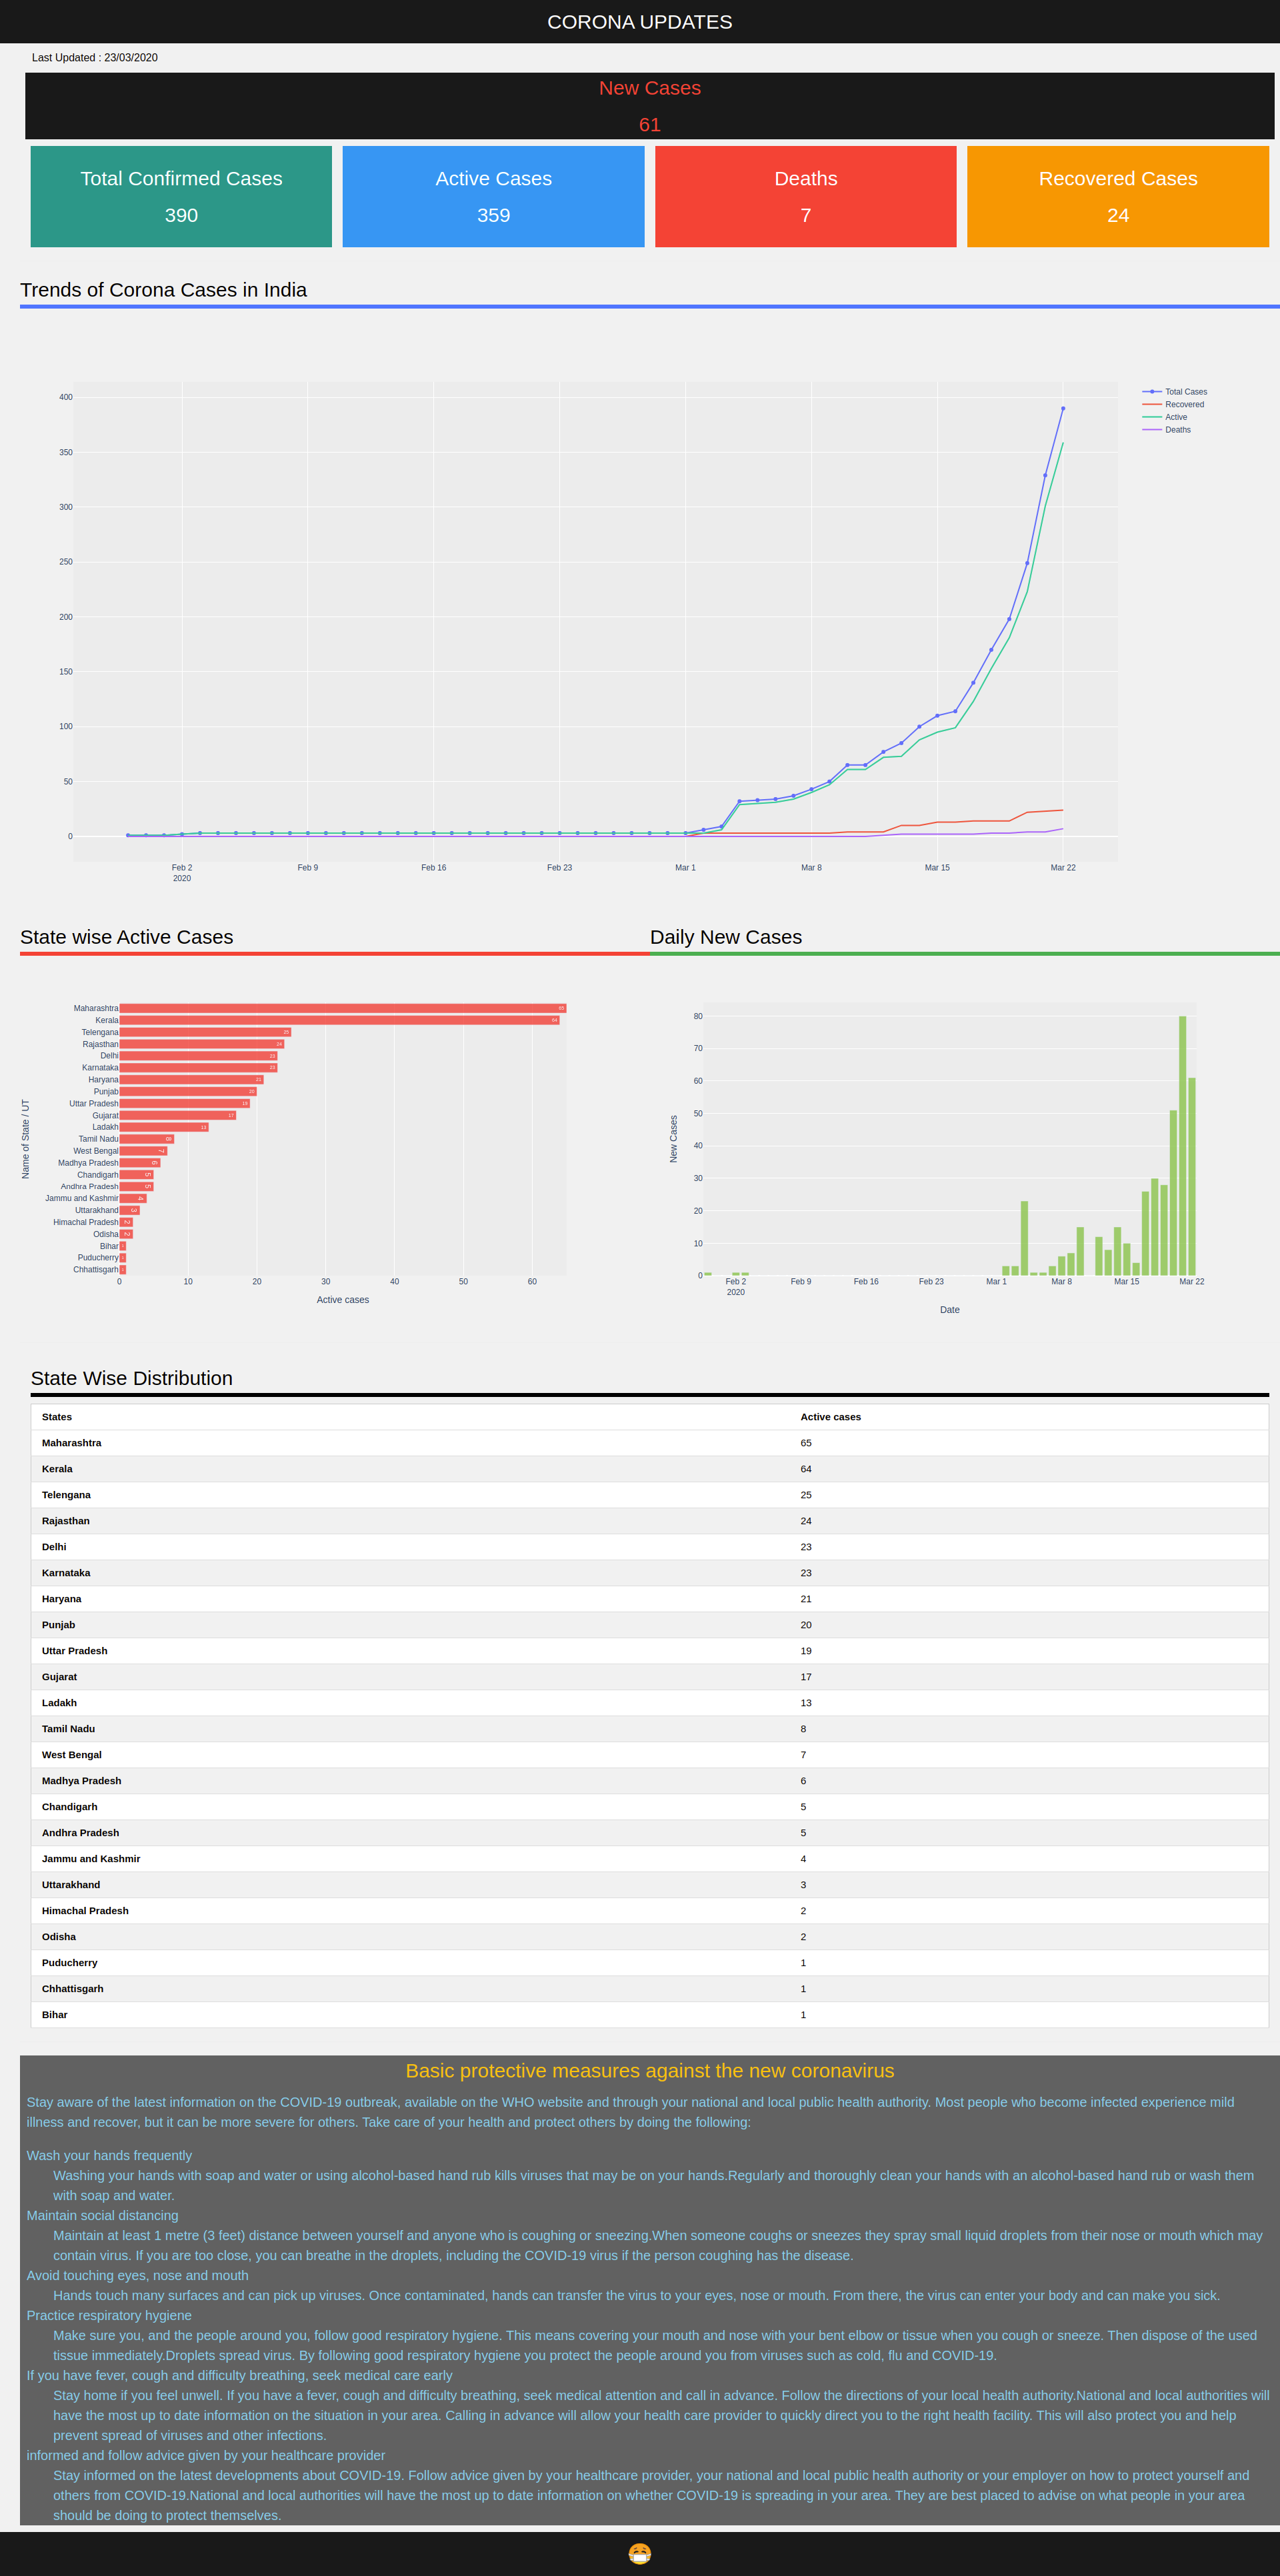 CORONA UPDATES
Last Updated : 23/03/2020
New Cases
61
Total Confirmed Cases
390
Active Cases
359
Deaths
7
Recovered Cases
24
Trends of Corona Cases in India
400
350
300
250
200
150
100
50
0
Feb 2
2020
Feb 9
Feb 16
Feb 23
Mar 1
Mar 8
Mar 15
Mar 22
Total Cases
Recovered
Active
Deaths
State wise Active Cases
Name of State / UT
Maharashtra 65
Kerala 64
Telengana 25
Rajasthan 24
Delhi 23
Karnataka 23
Haryana 21
Punjab 20
Uttar Pradesh 19
Gujarat 17
Ladakh 13
Tamil Nadu 8
West Bengal 7
Madhya Pradesh 6
Chandigarh 5
Andhra Pradesh 5
Jammu and Kashmir 4
Uttarakhand 3
Himachal Pradesh 2
Odisha 2
Bihar 1
Puducherry 1
Chhattisgarh 1
0 10 20 30 40 50 60
Active cases
Daily New Cases
New Cases
80
70
60
50
40
30
20
10
0
Feb 2
2020
Feb 9
Feb 16
Feb 23
Mar 1
Mar 8
Mar 15
Mar 22
Date
State Wise Distribution
States Active cases
Maharashtra 65
Kerala 64
Telengana 25
Rajasthan 24
Delhi 23
Karnataka 23
Haryana 21
Punjab 20
Uttar Pradesh 19
Gujarat 17
Ladakh 13
Tamil Nadu 8
West Bengal 7
Madhya Pradesh 6
Chandigarh 5
Andhra Pradesh 5
Jammu and Kashmir 4
Uttarakhand 3
Himachal Pradesh 2
Odisha 2
Puducherry 1
Chhattisgarh 1
Bihar 1
Basic protective measures against the new coronavirus
Stay aware of the latest information on the COVID-19 outbreak, available on the WHO website and through your national and local public health authority. Most people who become infected experience mild
illness and recover, but it can be more severe for others. Take care of your health and protect others by doing the following:
Wash your hands frequently
Washing your hands with soap and water or using alcohol-based hand rub kills viruses that may be on your hands.Regularly and thoroughly clean your hands with an alcohol-based hand rub or wash them
with soap and water.
Maintain social distancing
Maintain at least 1 metre (3 feet) distance between yourself and anyone who is coughing or sneezing.When someone coughs or sneezes they spray small liquid droplets from their nose or mouth which may
contain virus. If you are too close, you can breathe in the droplets, including the COVID-19 virus if the person coughing has the disease.
Avoid touching eyes, nose and mouth
Hands touch many surfaces and can pick up viruses. Once contaminated, hands can transfer the virus to your eyes, nose or mouth. From there, the virus can enter your body and can make you sick.
Practice respiratory hygiene
Make sure you, and the people around you, follow good respiratory hygiene. This means covering your mouth and nose with your bent elbow or tissue when you cough or sneeze. Then dispose of the used
tissue immediately.Droplets spread virus. By following good respiratory hygiene you protect the people around you from viruses such as cold, flu and COVID-19.
If you have fever, cough and difficulty breathing, seek medical care early
Stay home if you feel unwell. If you have a fever, cough and difficulty breathing, seek medical attention and call in advance. Follow the directions of your local health authority.National and local authorities will
have the most up to date information on the situation in your area. Calling in advance will allow your health care provider to quickly direct you to the right health facility. This will also protect you and help
prevent spread of viruses and other infections.
informed and follow advice given by your healthcare provider
Stay informed on the latest developments about COVID-19. Follow advice given by your healthcare provider, your national and local public health authority or your employer on how to protect yourself and
others from COVID-19.National and local authorities will have the most up to date information on whether COVID-19 is spreading in your area. They are best placed to advise on what people in your area
should be doing to protect themselves.